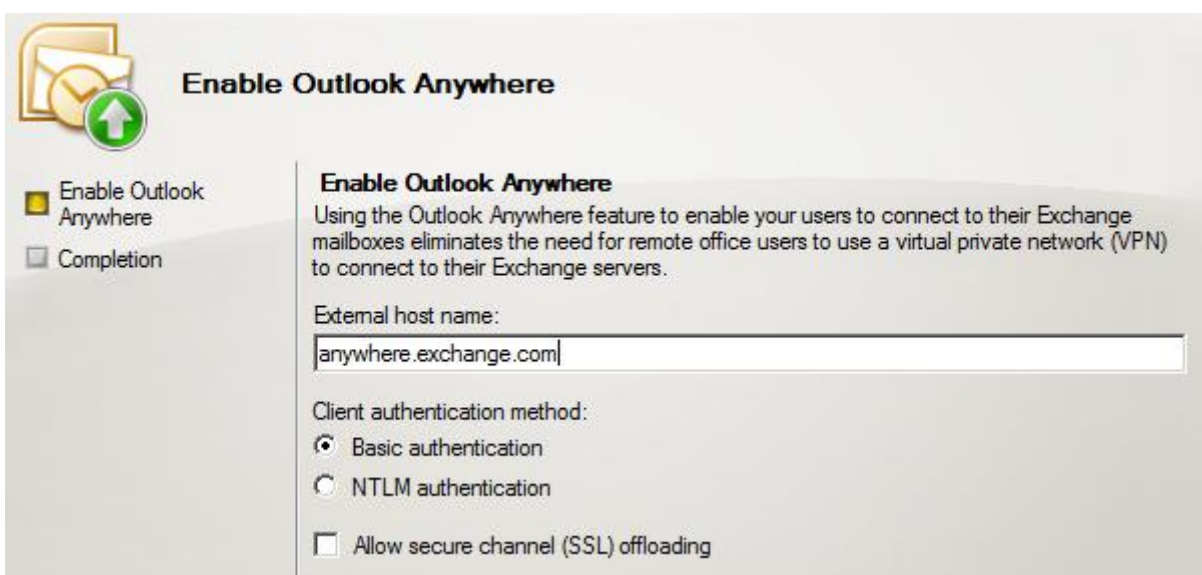 Enable Outlook Anywhere
Enable Outlook
Anywhere
Completion
Enable Outlook Anywhere
Using the Outlook Anywhere feature to enable your users to connect to their Exchange
mailboxes eliminates the need for remote office users to use a virtual private network (VPN)
to connect to their Exchange servers.
External host name:
anywhere.exchange.com
Client authentication method:
Basic authentication
NTLM authentication
Allow secure channel (SSL) offloading